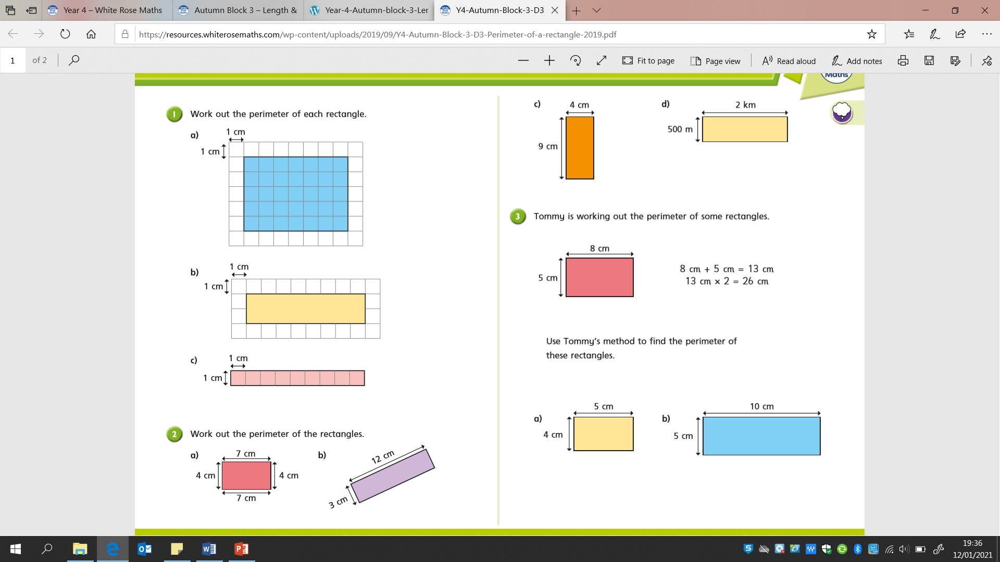 Year 4 – White Rose Maths
Autumn Block 3 – Length &
Year-4-Autumn-block-3-Ler
Y4-Autumn-Block-3-D3
https://resources.whiterosemaths.com/wp-content/uploads/2019/09/Y4-Autumn-Block-3-D3-Perimeter-of-a-rectangle-2019.pdf
1 of 2
Fit to page
Page view
Read aloud
Add notes
Maths
1 Work out the perimeter of each rectangle.
a)
1 cm
1 cm
b)
1 cm
1 cm
c)
1 cm
1 cm
2 Work out the perimeter of the rectangles.
a)
7 cm
4 cm
4 cm
7 cm
b)
12 cm
3 cm
c)
4 cm
9 cm
d)
2 km
500 m
3 Tommy is working out the perimeter of some rectangles.
8 cm
5 cm
8 cm + 5 cm = 13 cm
13 cm × 2 = 26 cm
Use Tommy's method to find the perimeter of
these rectangles.
a)
5 cm
4 cm
b)
10 cm
5 cm
19:36
12/01/2021